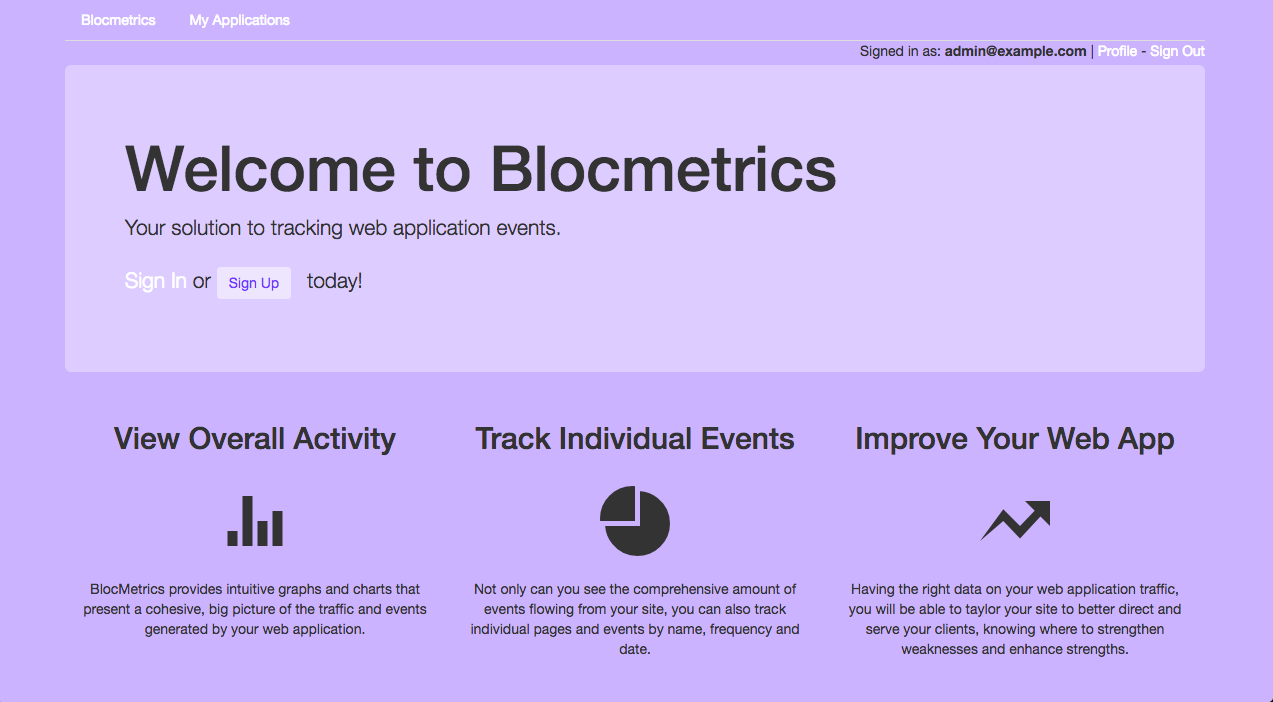 Blocmetrics My Applications
Signed in as: admin@example.com | Profile - Sign Out
Welcome to Blocmetrics
Your solution to tracking web application events.
Sign In or Sign Up today!
View Overall Activity
BlocMetrics provides intuitive graphs and charts that
present a cohesive, big picture of the traffic and events
generated by your web application.
Track Individual Events
Not only can you see the comprehensive amount of
events flowing from your site, you can also track
individual pages and events by name, frequency and
date.
Improve Your Web App
Having the right data on your web application traffic,
you will be able to taylor your site to better direct and
serve your clients, knowing where to strengthen
weaknesses and enhance strengths.